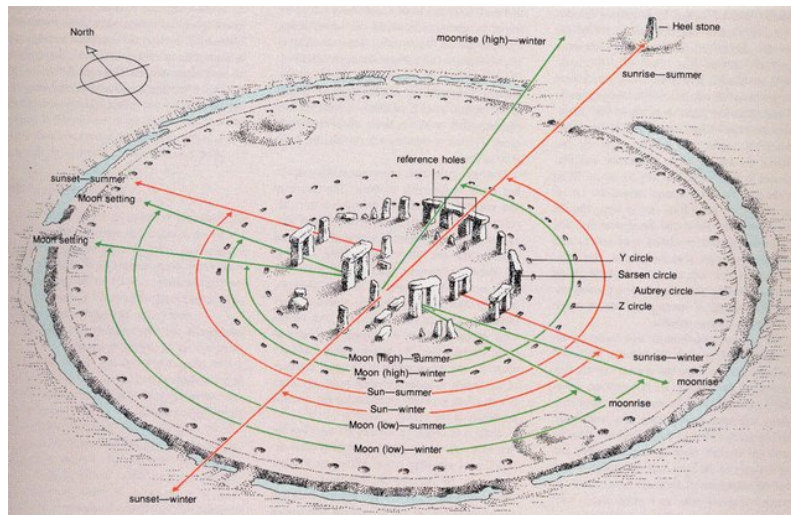 North
moonrise (high)—winter
Heel stone
sunrise—summer
reference holes
sunset—summer
Moon setting
Moon setting
Y circle
Sarsen circle
Aubrey circle
Z circle
Moon (high)—summer
Moon (high)—winter
Sun—summer
Sun—winter
Moon (low)—summer
Moon (low)—winter
sunrise—winter
moonrise
moonrise
sunset—winter